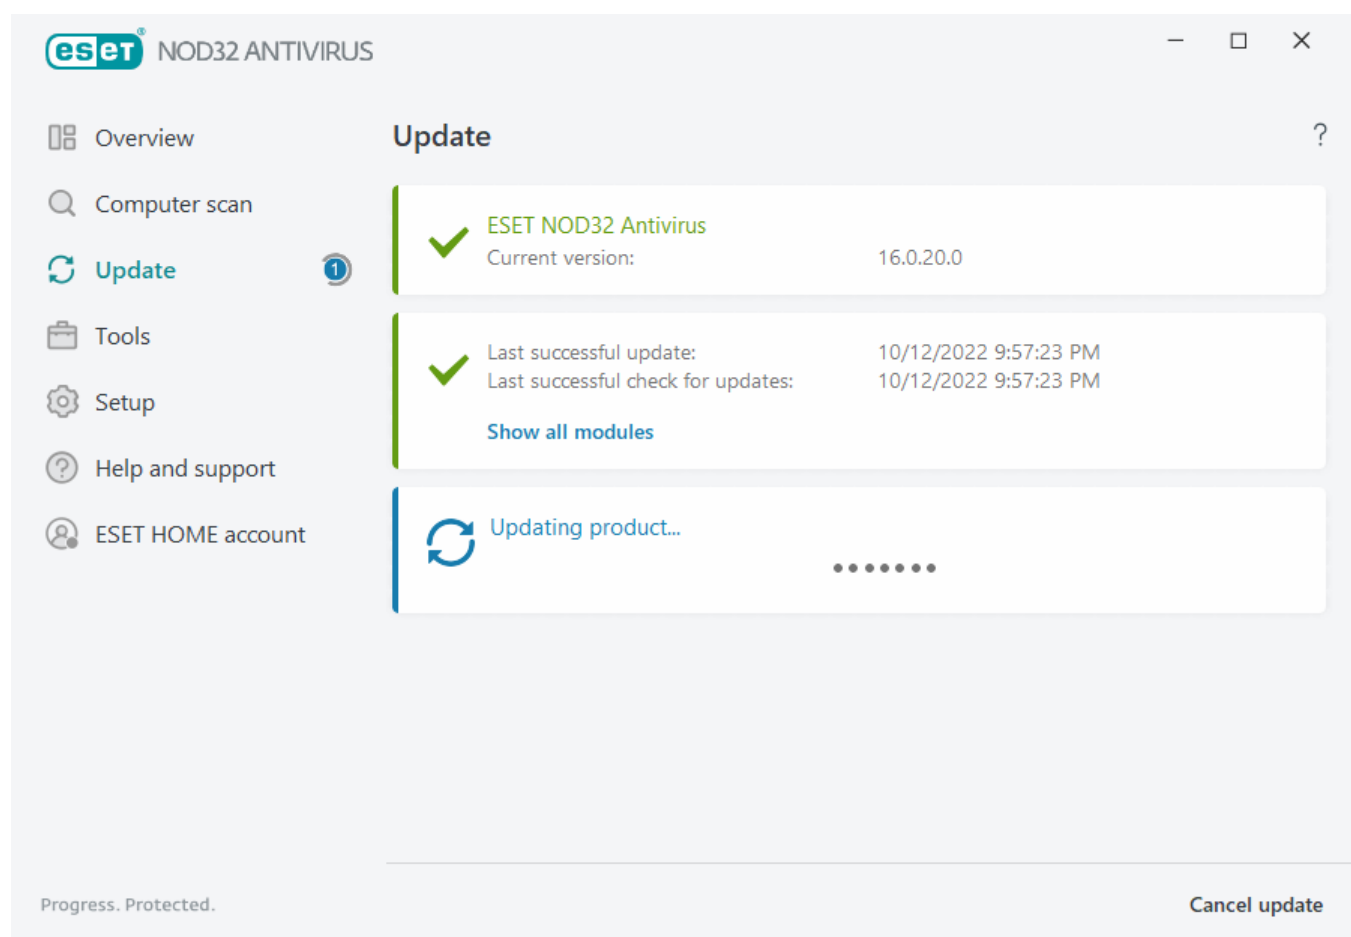 eset® NOD32 ANTIVIRUS
Overview
Computer scan
Update 1
Tools
Setup
Help and support
ESET HOME account
Update ?
ESET NOD32 Antivirus
Current version: 16.0.20.0
Last successful update: 10/12/2022 9:57:23 PM
Last successful check for updates: 10/12/2022 9:57:23 PM
Show all modules
Updating product...
Progress. Protected.
Cancel update